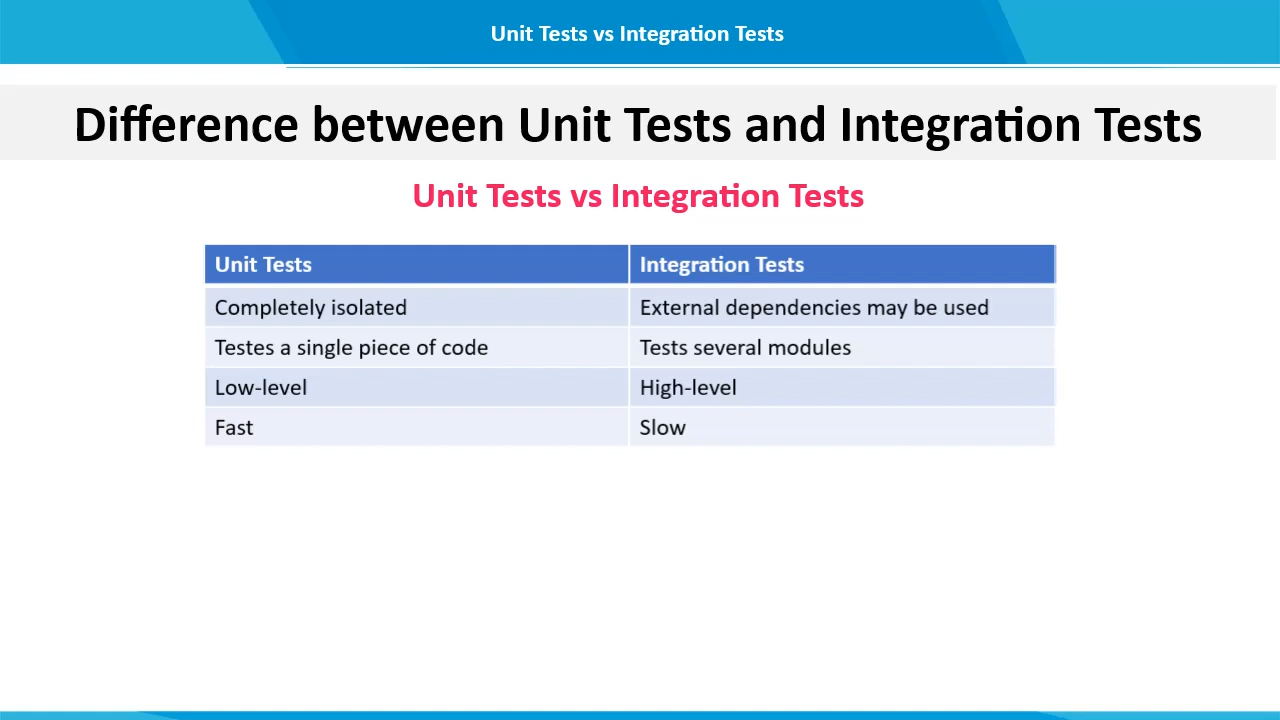 Unit Tests vs Integration Tests
Difference between Unit Tests and Integration Tests
Unit Tests vs Integration Tests
Unit Tests Integration Tests
Completely isolated External dependencies may be used
Testes a single piece of code Tests several modules
Low-level High-level
Fast Slow